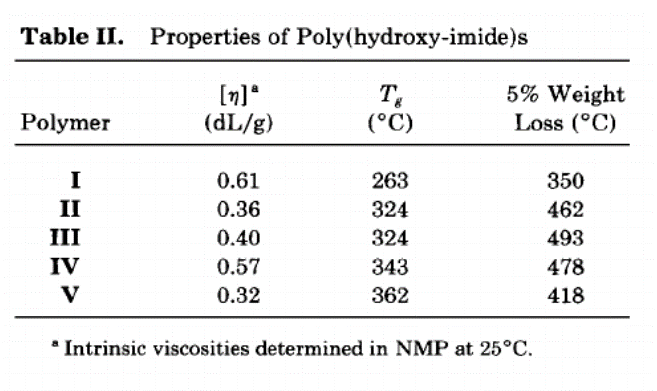 Table II. Properties of Poly(hydroxy-imide)s
[η]ᵃ T_g 5% Weight
Polymer (dL/g) (°C) Loss (°C)
I 0.61 263 350
II 0.36 324 462
III 0.40 324 493
IV 0.57 343 478
V 0.32 362 418
ᵃ Intrinsic viscosities determined in NMP at 25°C.